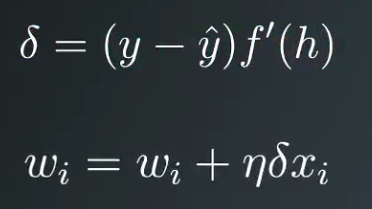 δ = (y − ŷ)f′(h)
wᵢ = wᵢ + ηδxᵢ